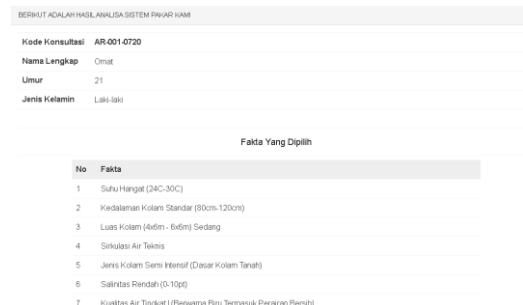 BERIKUT ADALAH HASIL ANALISA SISTEM PAKAR KAMI
Kode Konsultasi AR-001-0720
Nama Lengkap Omat
Umur 21
Jenis Kelamin Laki-laki
Fakta Yang Dipilih
No Fakta
1 Suhu Hangat (24C-30C)
2 Kedalaman Kolam Standar (80cm-120cm)
3 Luas Kolam (4x6m - 6x6m) Sedang
4 Sirkulasi Air Teknis
5 Jenis Kolam Semi Intensif (Dasar Kolam Tanah)
6 Salinitas Rendah (0-10pt)
7 Kualitas Air Tingkat I (Berwarna Biru Termasuk Perairan Bersih)